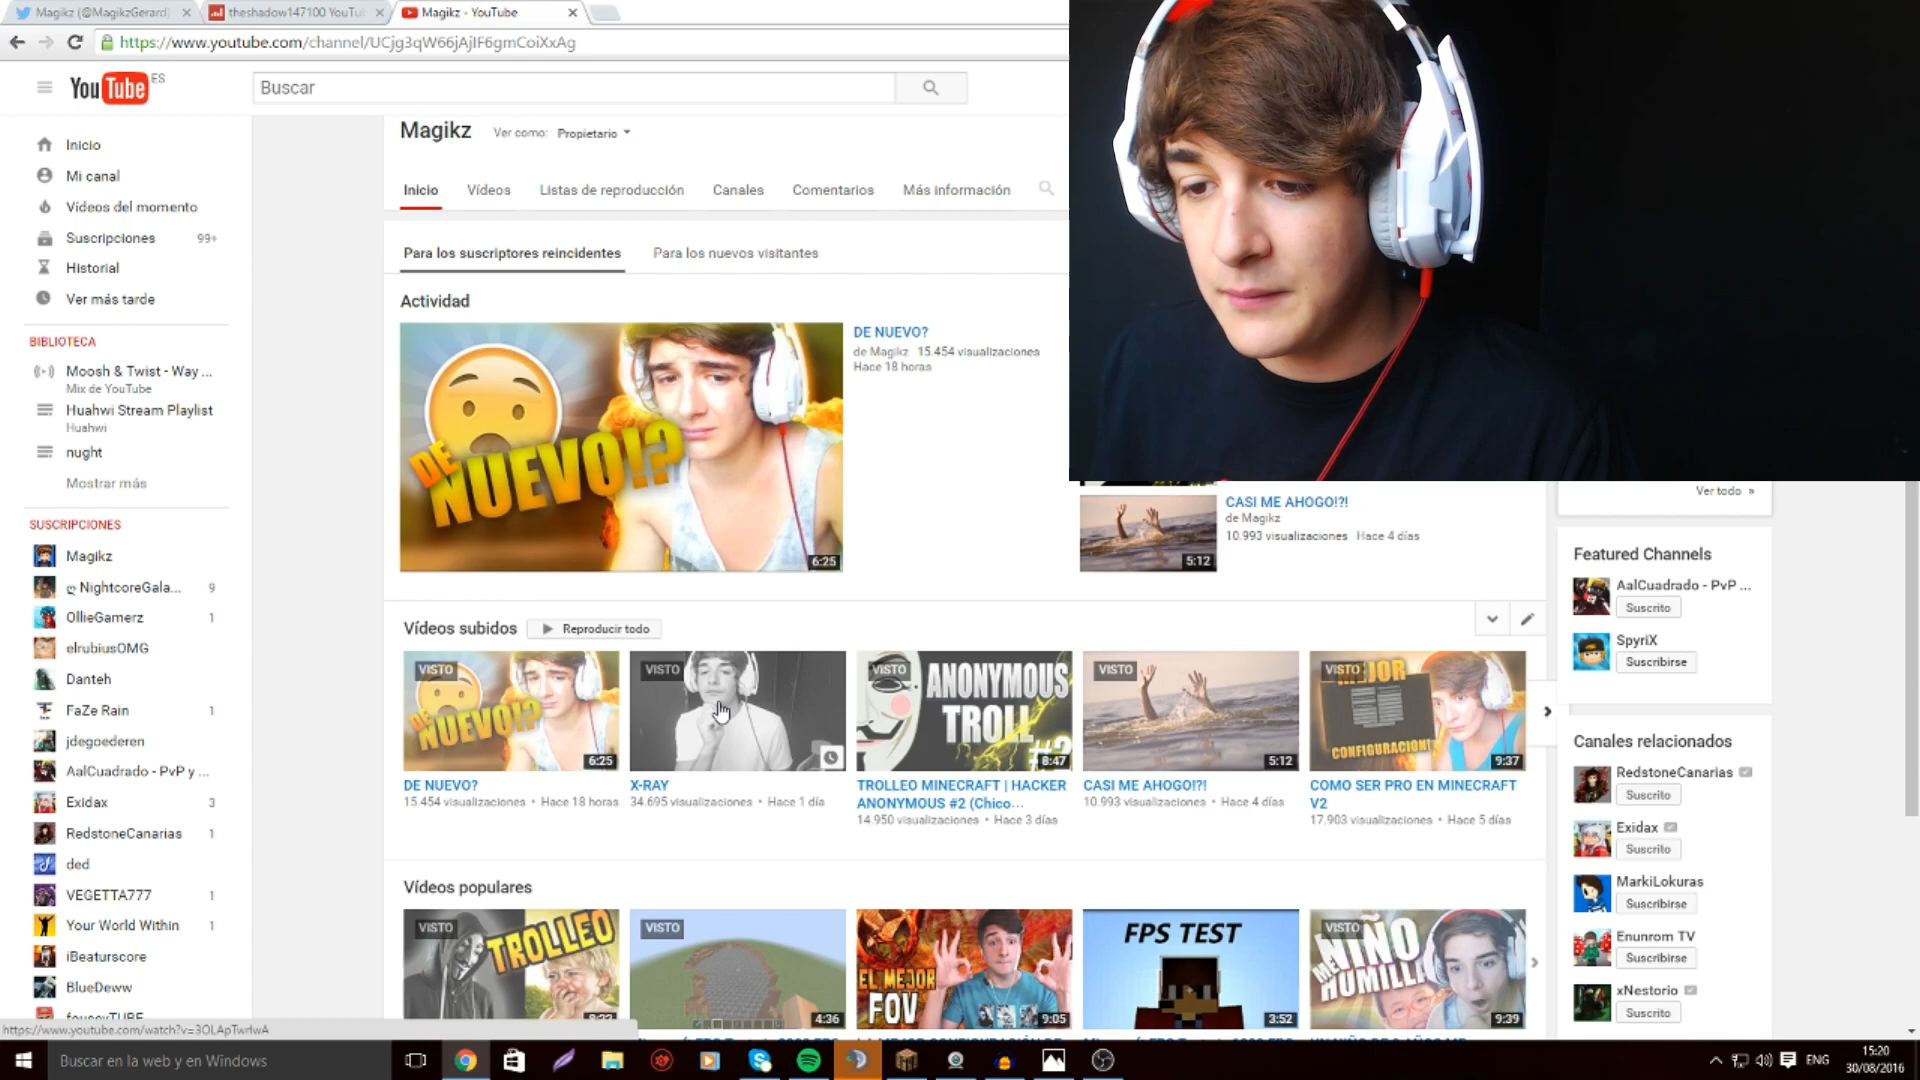 Magikz (@MagikzGerard)
theshadow147100 YouTu
Magikz - YouTube
https://www.youtube.com/channel/UCjg3qW66jAjIF6gmCoiXxAg
YouTube ES
Buscar
Inicio
Mi canal
Vídeos del momento
Suscripciones 99+
Historial
Ver más tarde
BIBLIOTECA
Moosh & Twist - Way ...
Mix de YouTube
Huahwi Stream Playlist
Huahwi
nught
Mostrar más
SUSCRIPCIONES
Magikz
ღ NightcoreGala... 9
OllieGamerz 1
elrubiusOMG
Danteh
FaZe Rain 1
jdegoederen
AalCuadrado - PvP y ...
Exidax 3
RedstoneCanarias 1
ded
VEGETTA777 1
Your World Within 1
iBeaturscore
BlueDeww
https://www.youtube.com/watch?v=3OLApTwrIwA
Magikz Ver como: Propietario
Inicio Vídeos Listas de reproducción Canales Comentarios Más información
Para los suscriptores reincidentes Para los nuevos visitantes
Actividad
DE NUEVO!?
6:25
DE NUEVO?
de Magikz 15.454 visualizaciones
Hace 18 horas
5:12
CASI ME AHOGO!?!
de Magikz
10.993 visualizaciones Hace 4 días
Vídeos subidos Reproducir todo
VISTO
DE NUEVO!?
6:25
DE NUEVO?
15.454 visualizaciones • Hace 18 horas
VISTO
X-RAY
34.695 visualizaciones • Hace 1 día
VISTO
ANONYMOUS
TROLL
#2
8:47
TROLLEO MINECRAFT | HACKER
ANONYMOUS #2 (Chico...
14.950 visualizaciones • Hace 3 días
VISTO
5:12
CASI ME AHOGO!?!
10.993 visualizaciones • Hace 4 días
VISTO
MEJOR
CONFIGURACION!
9:37
COMO SER PRO EN MINECRAFT
V2
17.903 visualizaciones • Hace 5 días
Vídeos populares
VISTO
TROLLEO
VISTO
4:36
EL MEJOR
FOV
9:05
FPS TEST
3:52
VISTO
NIÑO
ME HUMILLA
9:39
Ver todo »
Featured Channels
AalCuadrado - PvP ...
Suscrito
SpyriX
Suscribirse
Canales relacionados
RedstoneCanarias
Suscrito
Exidax
Suscrito
MarkiLokuras
Suscribirse
Enunrom TV
Suscribirse
xNestorio
Suscrito
Buscar en la web y en Windows
ENG
15:20
30/08/2016